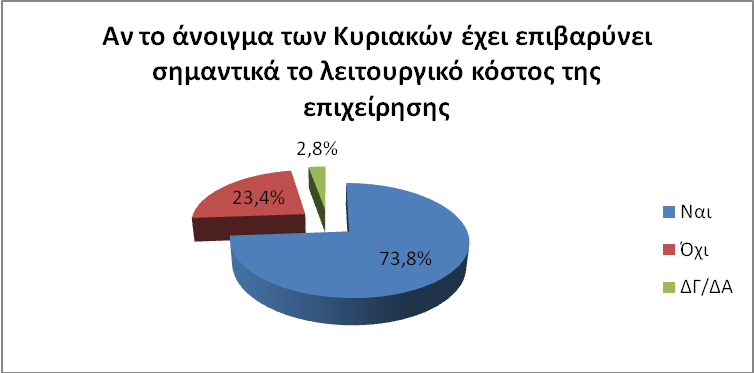 Αν το άνοιγμα των Κυριακών έχει επιβαρύνει
σημαντικά το λειτουργικό κόστος της
επιχείρησης
2,8%
23,4%
73,8%
Ναι
Όχι
ΔΓ/ΔΑ